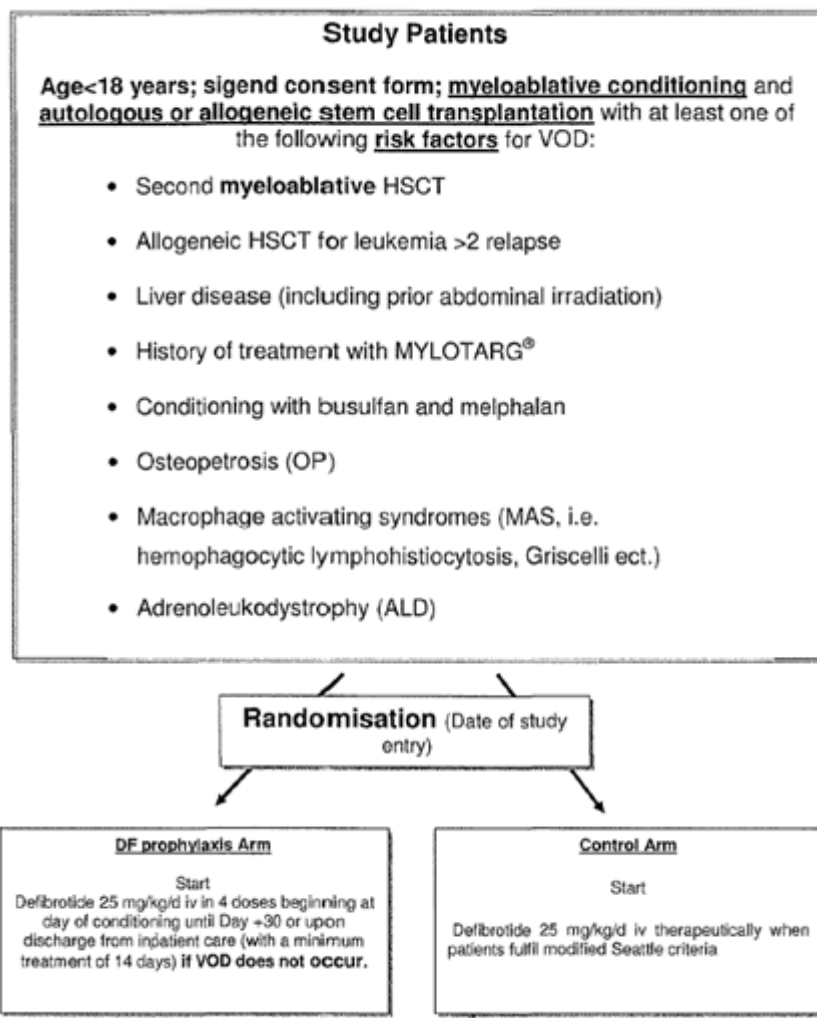 Study Patients
Age<18 years; sigend consent form; myeloablative conditioning and
autologous or allogeneic stem cell transplantation with at least one of
the following risk factors for VOD:
• Second myeloablative HSCT
• Allogeneic HSCT for leukemia >2 relapse
• Liver disease (including prior abdominal irradiation)
• History of treatment with MYLOTARG®
• Conditioning with busulfan and melphalan
• Osteopetrosis (OP)
• Macrophage activating syndromes (MAS, i.e.
hemophagocytic lymphohistiocytosis, Griscelli ect.)
• Adrenoleukodystrophy (ALD)
Randomisation (Date of study
entry)
DF prophylaxis Arm
Start
Defibrotide 25 mg/kg/d iv in 4 doses beginning at
day of conditioning until Day +30 or upon
discharge from inpatient care (with a minimum
treatment of 14 days) if VOD does not occur.
Control Arm
Start
Defibrotide 25 mg/kg/d iv therapeutically when
patients fulfil modified Seattle criteria